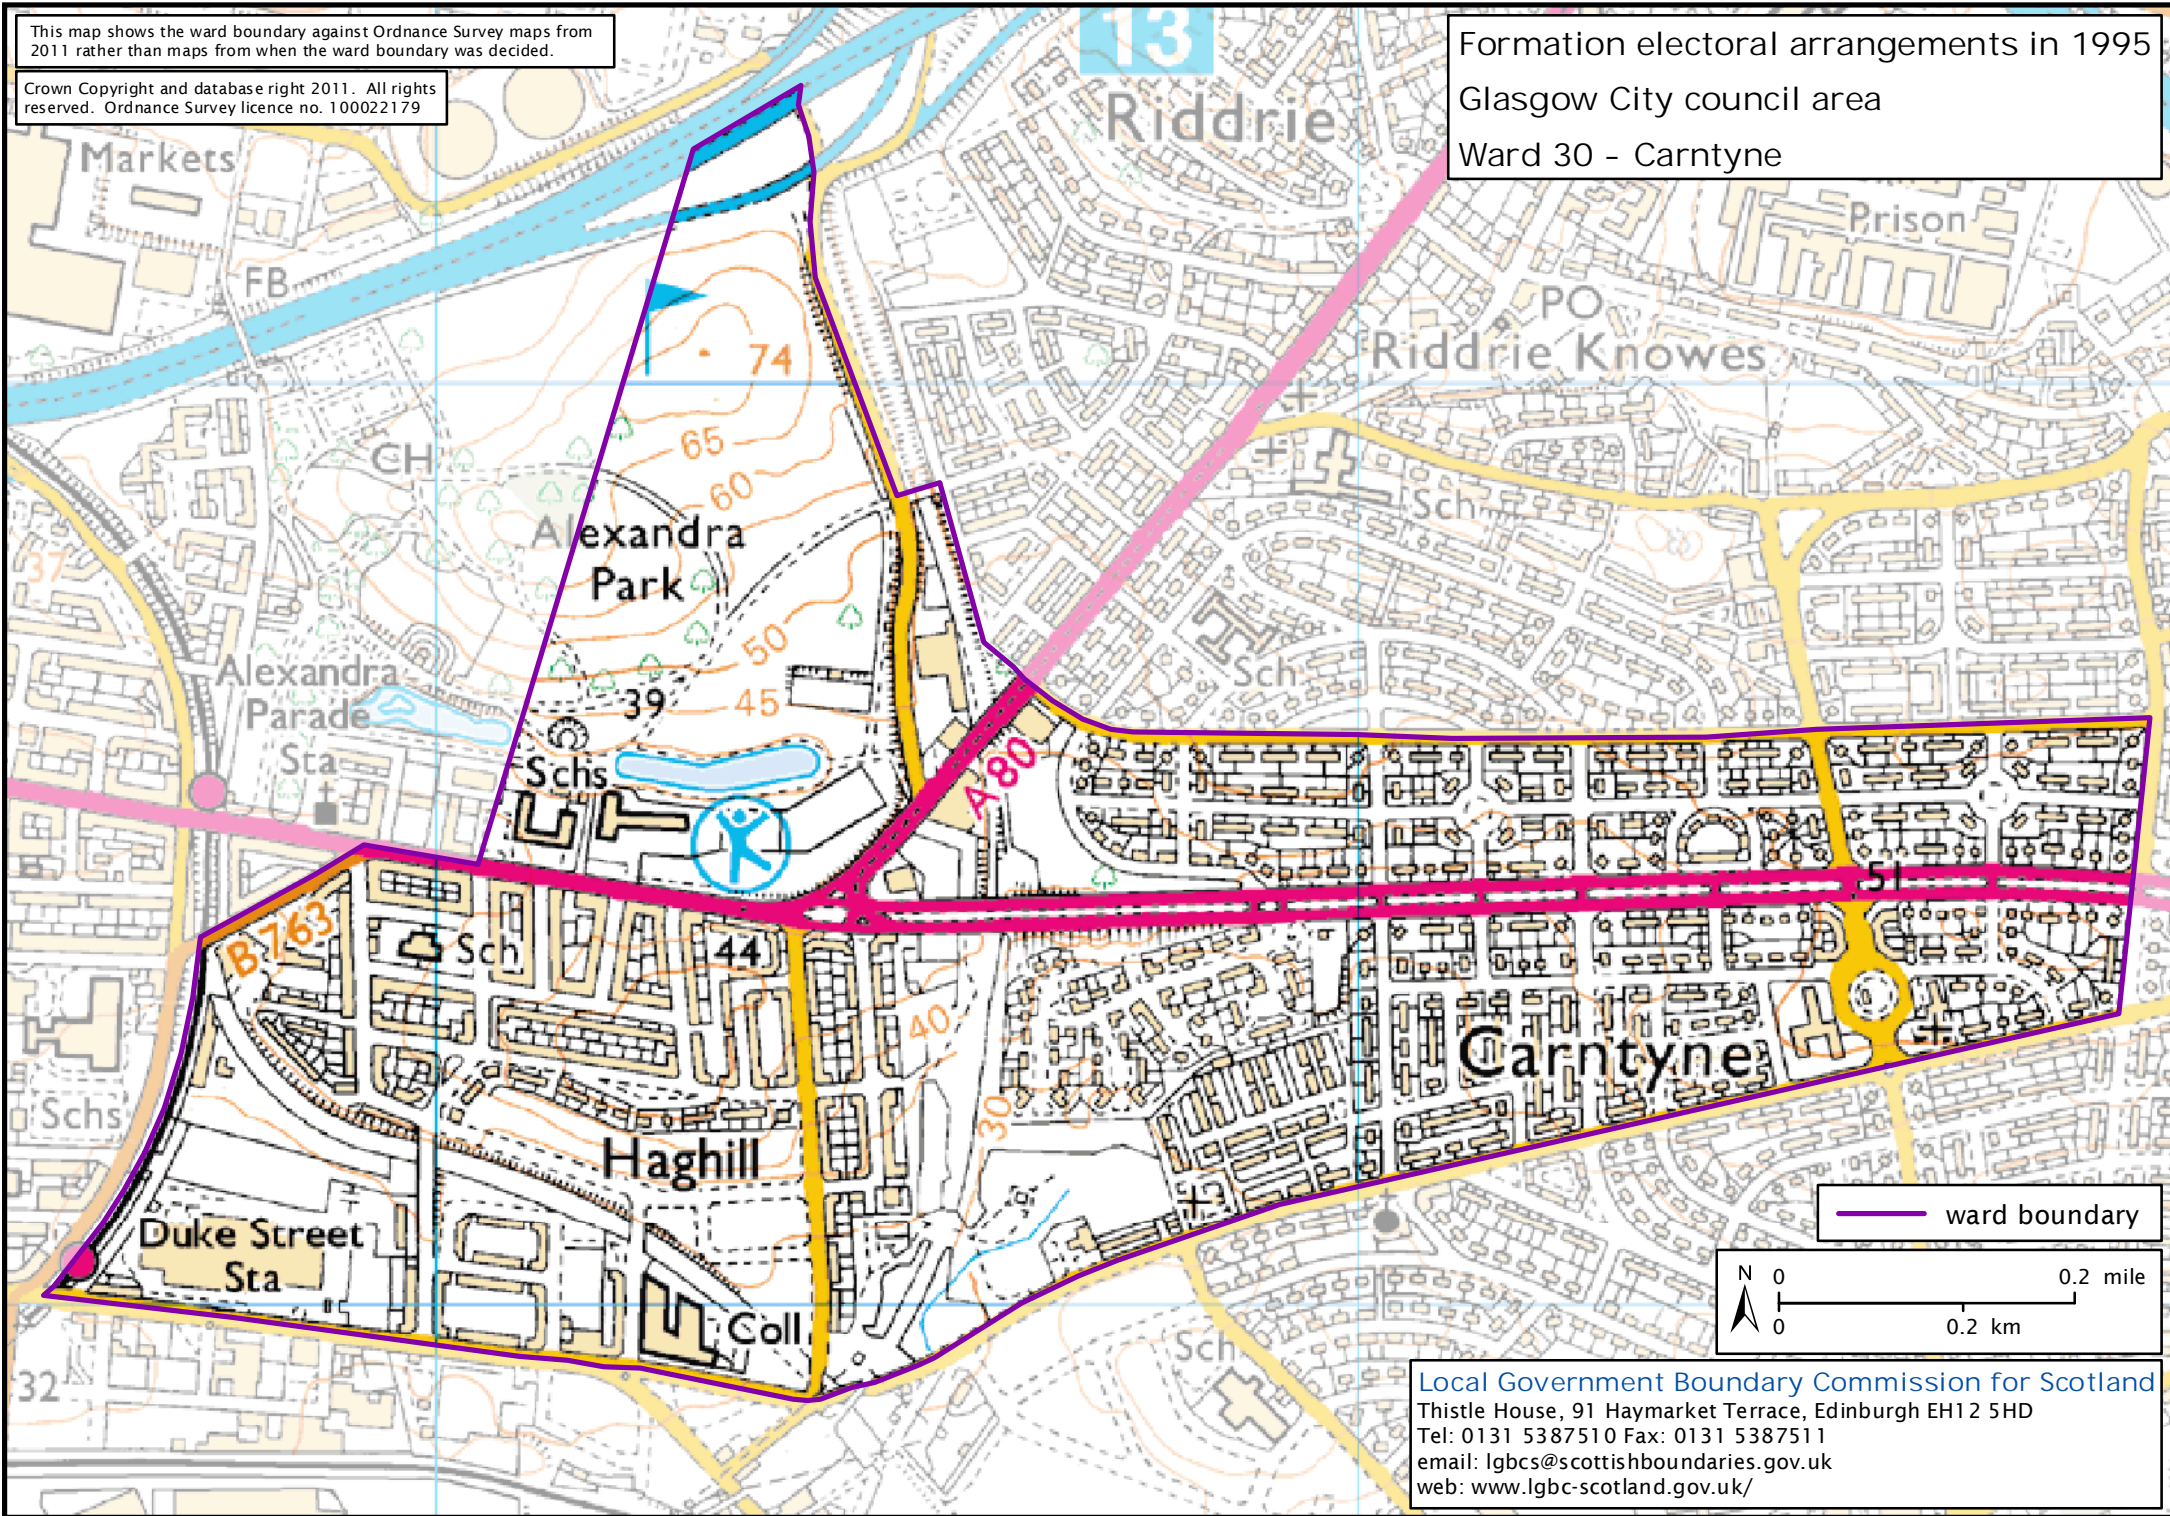 This map shows the ward boundary against Ordnance Survey maps from
2011 rather than maps from when the ward boundary was decided.
Crown Copyright and database right 2011. All rights
reserved. Ordnance Survey licence no. 100022179
Formation electoral arrangements in 1995
Glasgow City council area
Ward 30 - Carntyne
13
Riddrie
Markets
Prison
FB
PO
Riddrie Knowes
74
CH
65
60
Sch
Alexandra
Park
37
50
Alexandra
Parade
Sta
39
45
Sch
Schs
A 80
51
B 763
Sch
44
40
Carntyne
Schs
30
Haghill
Duke Street
Sta
Coll
Sch
32
ward boundary
N
0
0.2 mile
0
0.2 km
Local Government Boundary Commission for Scotland
Thistle House, 91 Haymarket Terrace, Edinburgh EH12 5HD
Tel: 0131 5387510 Fax: 0131 5387511
email: lgbcs@scottishboundaries.gov.uk
web: www.lgbc-scotland.gov.uk/